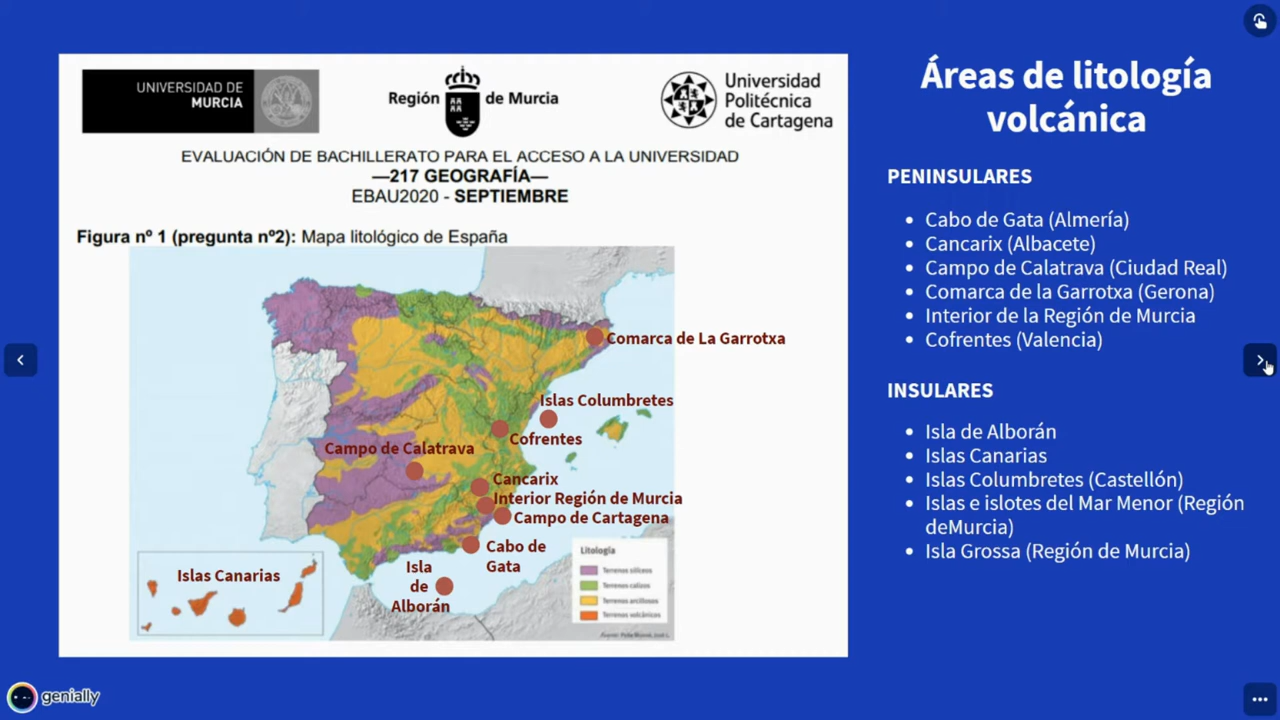 UNIVERSIDAD DE
MURCIA
Región de Murcia
Universidad
Politécnica
de Cartagena
EVALUACIÓN DE BACHILLERATO PARA EL ACCESO A LA UNIVERSIDAD
—217 GEOGRAFÍA—
EBAU2020 - SEPTIEMBRE
Figura nº 1 (pregunta nº2): Mapa litológico de España
Comarca de La Garrotxa
Islas Columbretes
Cofrentes
Campo de Calatrava
Cancarix
Interior Región de Murcia
Campo de Cartagena
Cabo de
Gata
Isla
de
Alborán
Islas Canarias
Litología
Terrenos silíceos
Terrenos calizos
Terrenos arcillosos
Terrenos volcánicos
Áreas de litología
volcánica
PENINSULARES
• Cabo de Gata (Almería)
• Cancarix (Albacete)
• Campo de Calatrava (Ciudad Real)
• Comarca de la Garrotxa (Gerona)
• Interior de la Región de Murcia
• Cofrentes (Valencia)
INSULARES
• Isla de Alborán
• Islas Canarias
• Islas Columbretes (Castellón)
• Islas e islotes del Mar Menor (Región
deMurcia)
• Isla Grossa (Región de Murcia)
genially